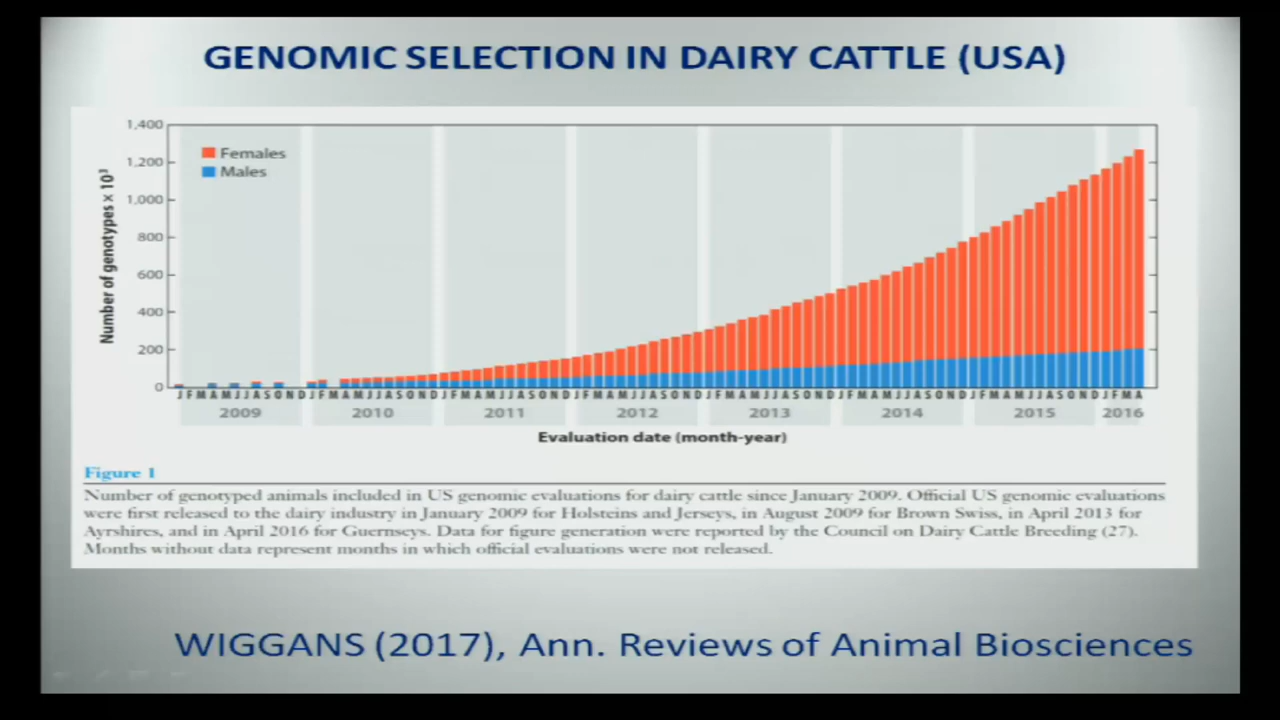 GENOMIC SELECTION IN DAIRY CATTLE (USA)
1,400
1,200
1,000
800
600
400
200
0
Number of genotypes × 10³
Females
Males
J F M A M J J A S O N D J F M A M J J A S O N D J F M A M J J A S O N D J F M A M J J A S O N D J F M A M J J A S O N D J F M A M J J A S O N D J F M A M J J A S O N D J F M A
2009 2010 2011 2012 2013 2014 2015 2016
Evaluation date (month-year)
Figure 1
Number of genotyped animals included in US genomic evaluations for dairy cattle since January 2009. Official US genomic evaluations
were first released to the dairy industry in January 2009 for Holsteins and Jerseys, in August 2009 for Brown Swiss, in April 2013 for
Ayrshires, and in April 2016 for Guernseys. Data for figure generation were reported by the Council on Dairy Cattle Breeding (27).
Months without data represent months in which official evaluations were not released.
WIGGANS (2017), Ann. Reviews of Animal Biosciences